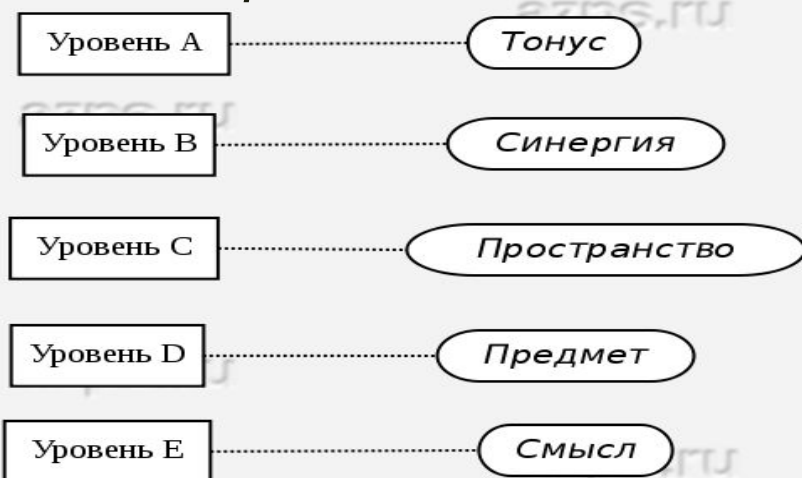 Уровень A Тонус
Уровень B Синергия
Уровень C Пространство
Уровень D Предмет
Уровень E Смысл